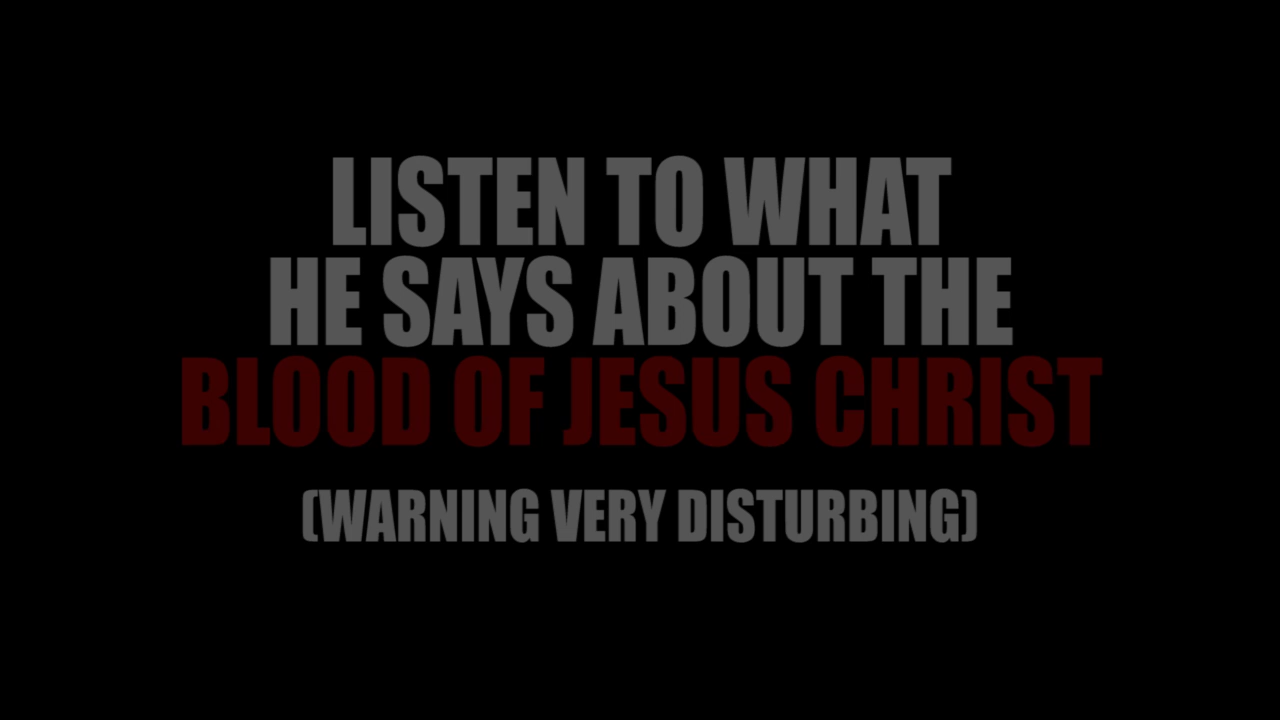 LISTEN TO WHAT
HE SAYS ABOUT THE
BLOOD OF JESUS CHRIST
(WARNING VERY DISTURBING)